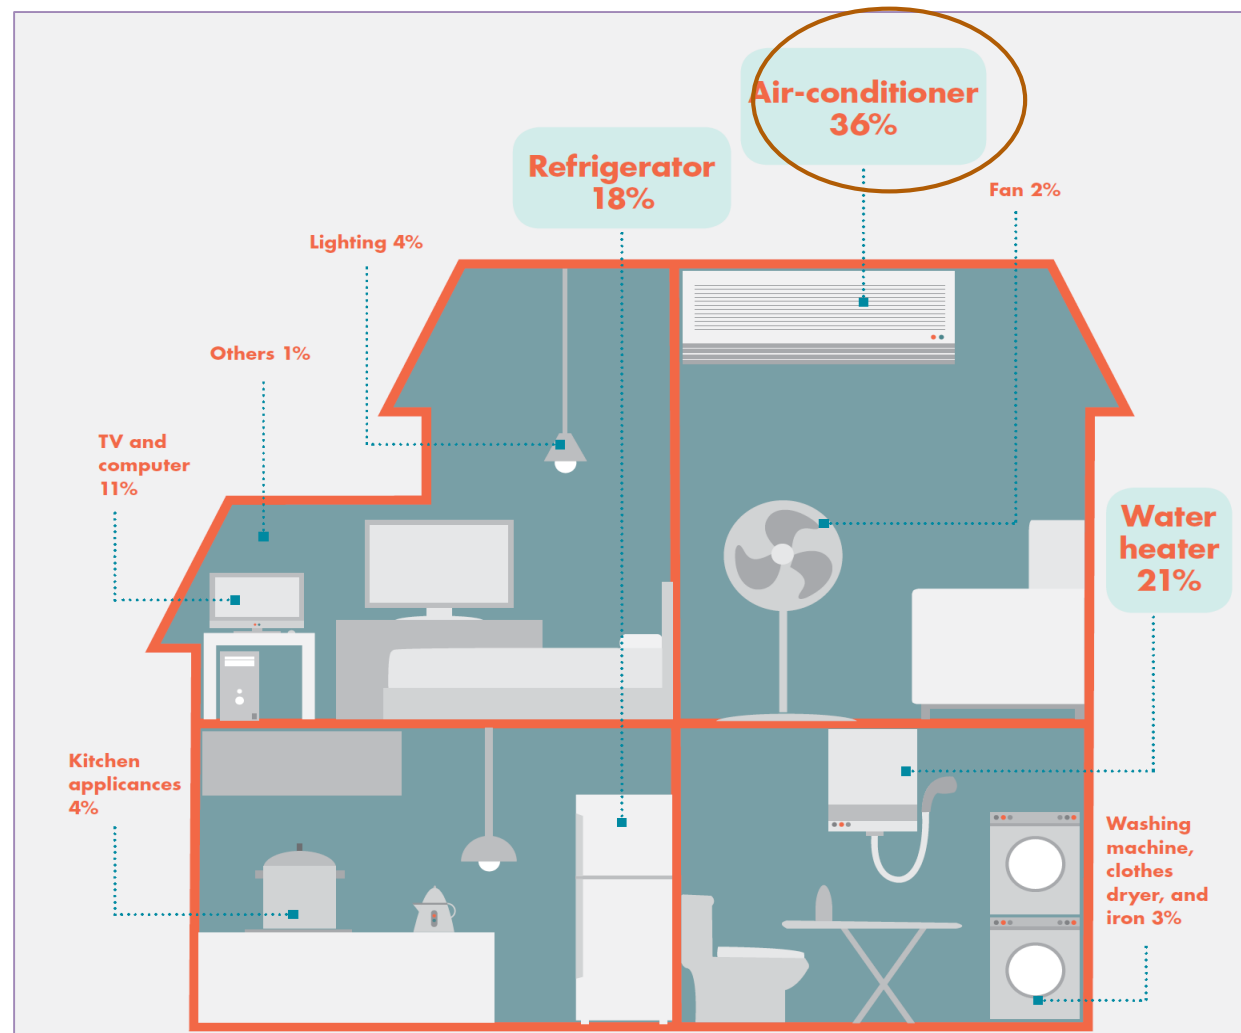 Air-conditioner
36%
Refrigerator
18%
Fan 2%
Lighting 4%
Others 1%
TV and
computer
11%
Water
heater
21%
Kitchen
applicances
4%
Washing
machine,
clothes
dryer, and
iron 3%